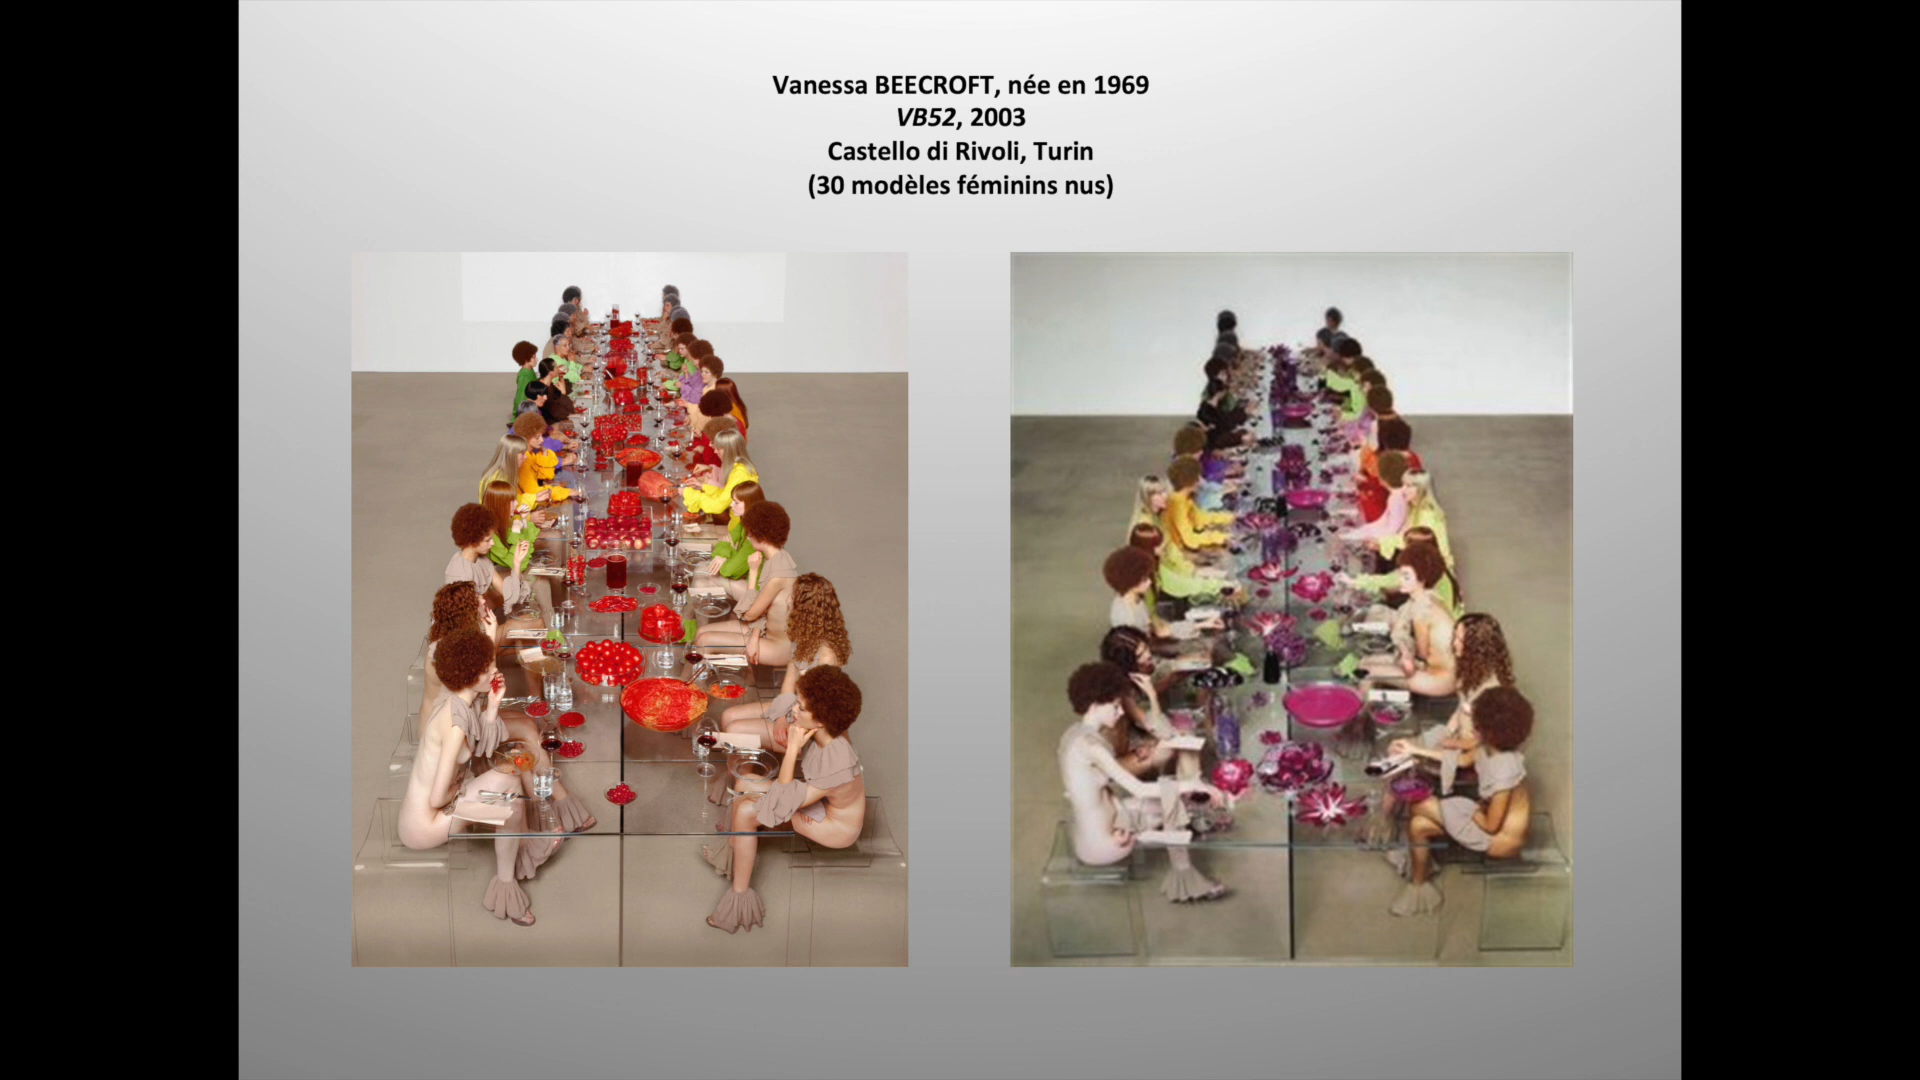 Vanessa BEECROFT, née en 1969
VB52, 2003
Castello di Rivoli, Turin
(30 modèles féminins nus)